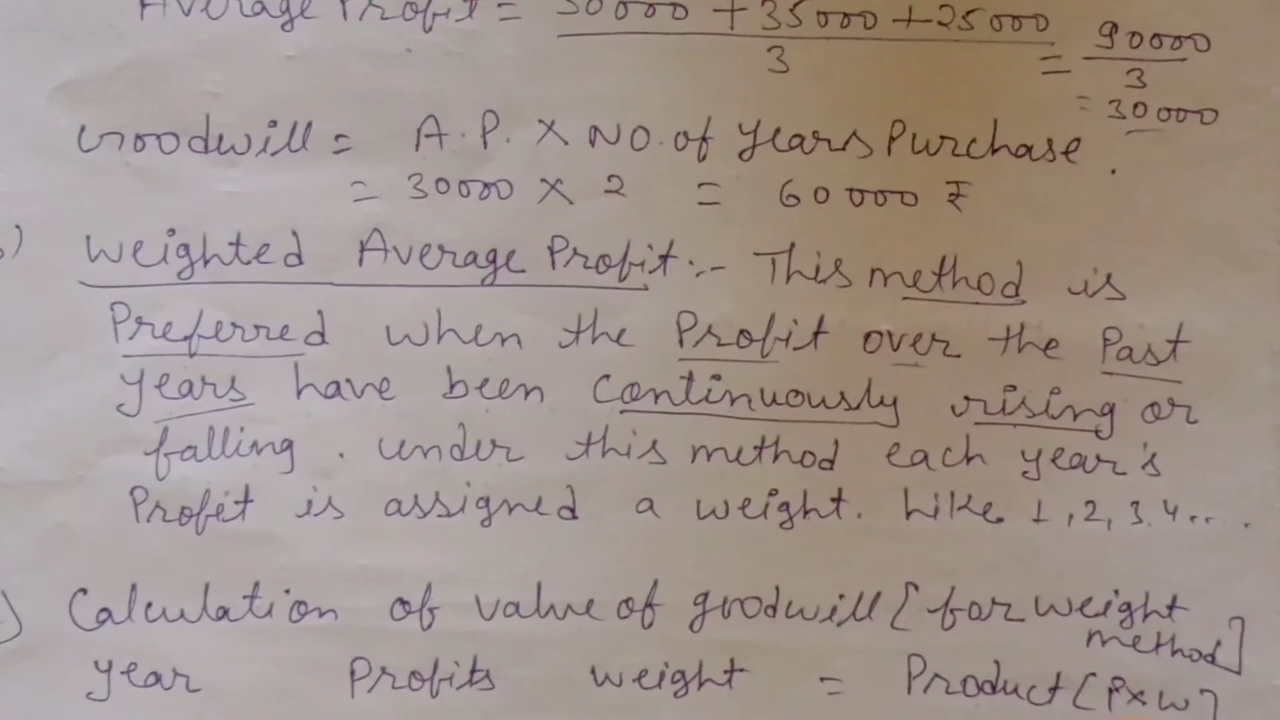 Average Profit = 30000 + 35000 + 25000 / 3 = 90000 / 3
= 30000
Goodwill = A.P. X NO. of years Purchase.
= 30000 X 2 = 60000 ₹
) Weighted Average Profit :- This method is
Preferred when the Profit over the Past
years have been continuously rising or
falling. under this method each year's
Profit is assigned a weight. Like 1, 2, 3. 4....
) Calculation of value of goodwill [for weight method]
year Profits weight = Product [P x W]